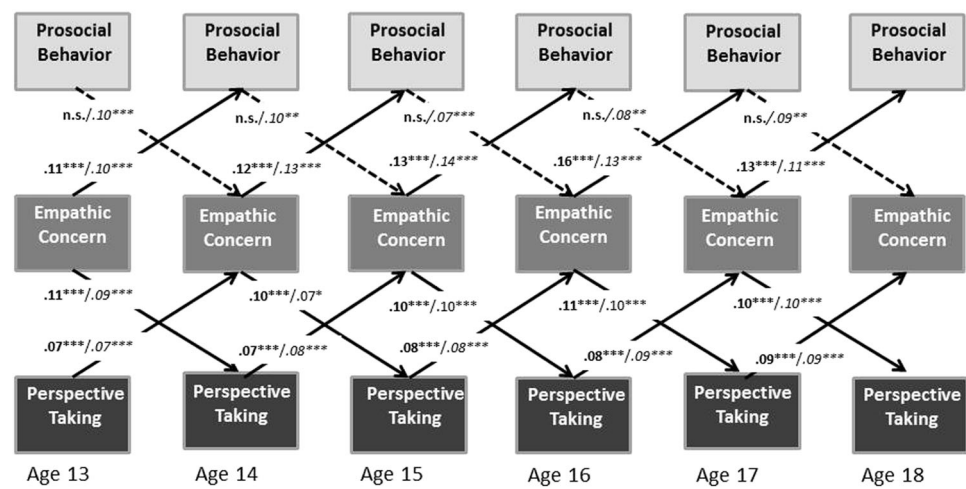 Prosocial
Behavior
Prosocial
Behavior
Prosocial
Behavior
Prosocial
Behavior
Prosocial
Behavior
Prosocial
Behavior
n.s./.10***
n.s./.10**
n.s./.07***
n.s./.08**
n.s./.09**
.11***/.10***
.12***/.13***
.13***/.14***
.16***/.13***
.13***/.11***
Empathic
Concern
Empathic
Concern
Empathic
Concern
Empathic
Concern
Empathic
Concern
Empathic
Concern
.11***/.09***
.10***/.07*
.10***/.10***
.11***/.10***
.10***/.10***
.07***/.07***
.07***/.08***
.08***/.08***
.08***/.09***
.09***/.09***
Perspective
Taking
Perspective
Taking
Perspective
Taking
Perspective
Taking
Perspective
Taking
Perspective
Taking
Age 13
Age 14
Age 15
Age 16
Age 17
Age 18